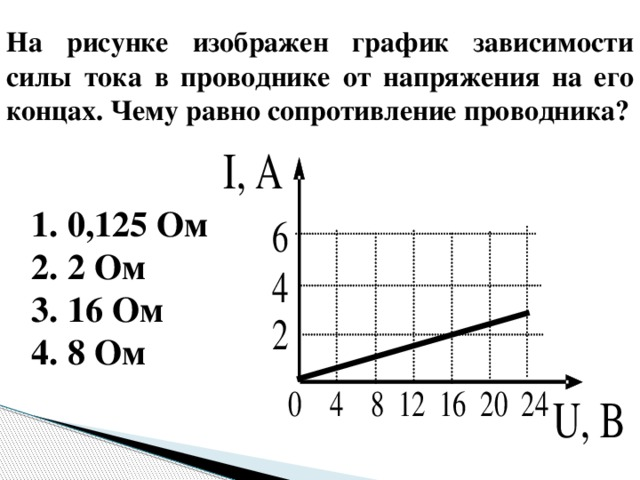 На рисунке изображен график зависимости
силы тока в проводнике от напряжения на его
концах. Чему равно сопротивление проводника?
I, А
1. 0,125 Ом
2. 2 Ом
3. 16 Ом
4. 8 Ом
6
4
2
0 4 8 12 16 20 24
U, В